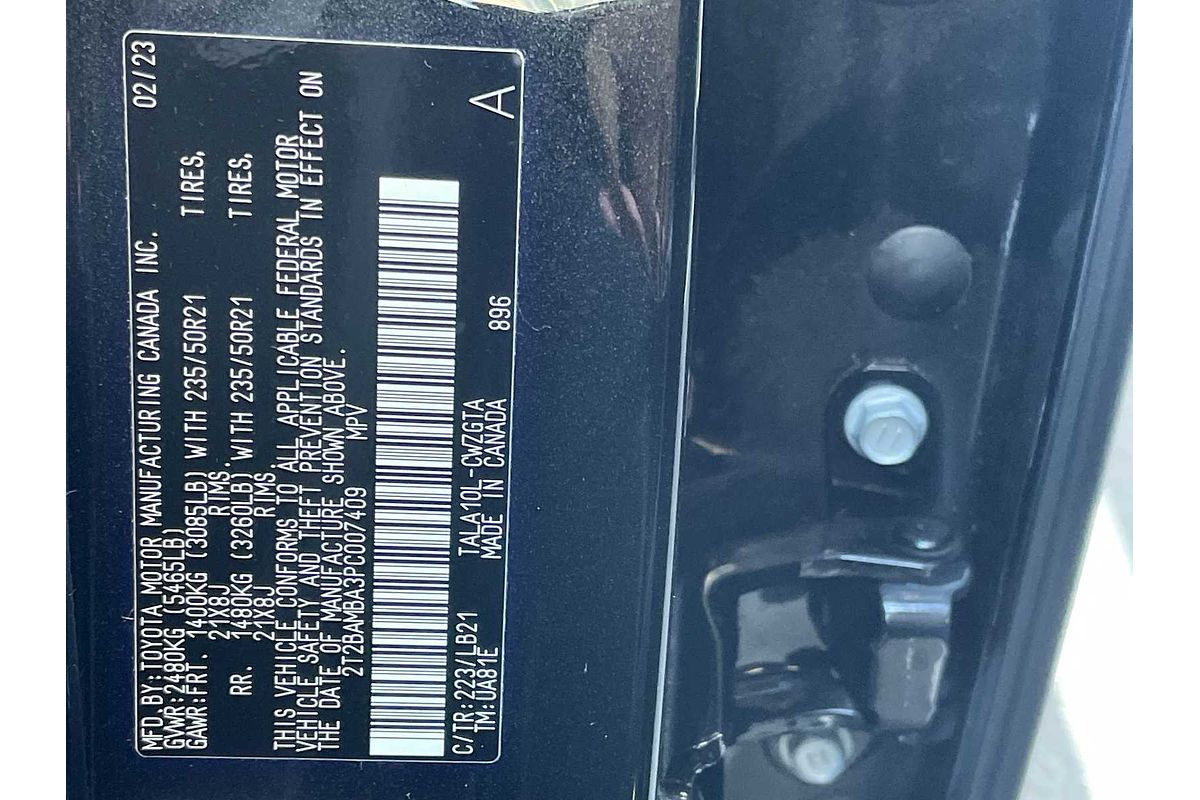 MFD. BY: TOYOTA MOTOR MANUFACTURING CANADA INC. 02/23
GVWR: 2480KG (5465LB)
GAWR: FRT. 1400KG (3085LB) WITH 235/50R21 TIRES,
21X8J RIMS.
RR. 1480KG (3260LB) WITH 235/50R21 TIRES,
21X8J RIMS.
THIS VEHICLE CONFORMS TO ALL APPLICABLE FEDERAL MOTOR
VEHICLE SAFETY AND THEFT PREVENTION STANDARDS IN EFFECT ON
THE DATE OF MANUFACTURE SHOWN ABOVE.
2T2BAMBA3PC007409 MPV
A
C/TR: 223/LB21 TALA10L-CWZGTA
TM: UA81E MADE IN CANADA 896